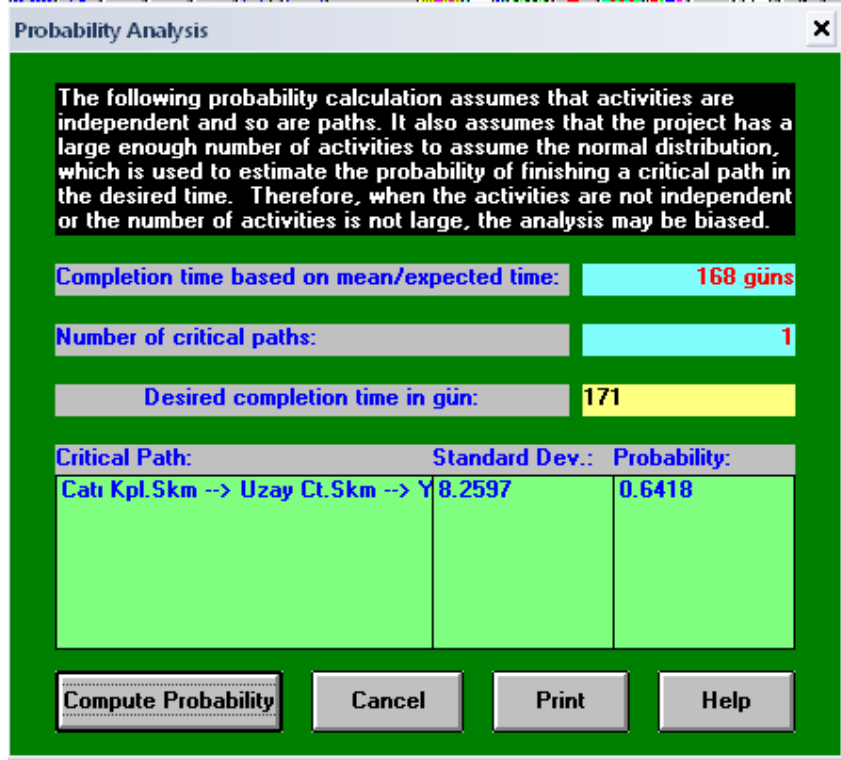 Probability Analysis
The following probability calculation assumes that activities are
independent and so are paths. It also assumes that the project has a
large enough number of activities to assume the normal distribution,
which is used to estimate the probability of finishing a critical path in
the desired time. Therefore, when the activities are not independent
or the number of activities is not large, the analysis may be biased.
Completion time based on mean/expected time: 168 güns
Number of critical paths: 1
Desired completion time in gün: 171
Critical Path: Standard Dev.: Probability:
Catı Kpl.Skm --> Uzay Ct.Skm --> Y 8.2597 0.6418
Compute Probability Cancel Print Help